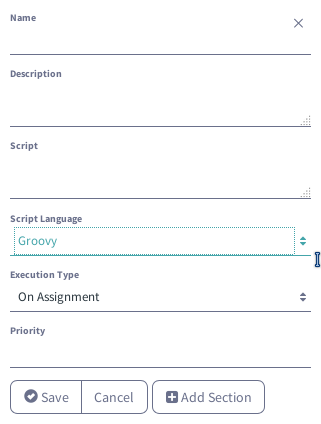 Name
Description
Script
Script Language
Groovy
Execution Type
On Assignment
Priority
Save Cancel Add Section